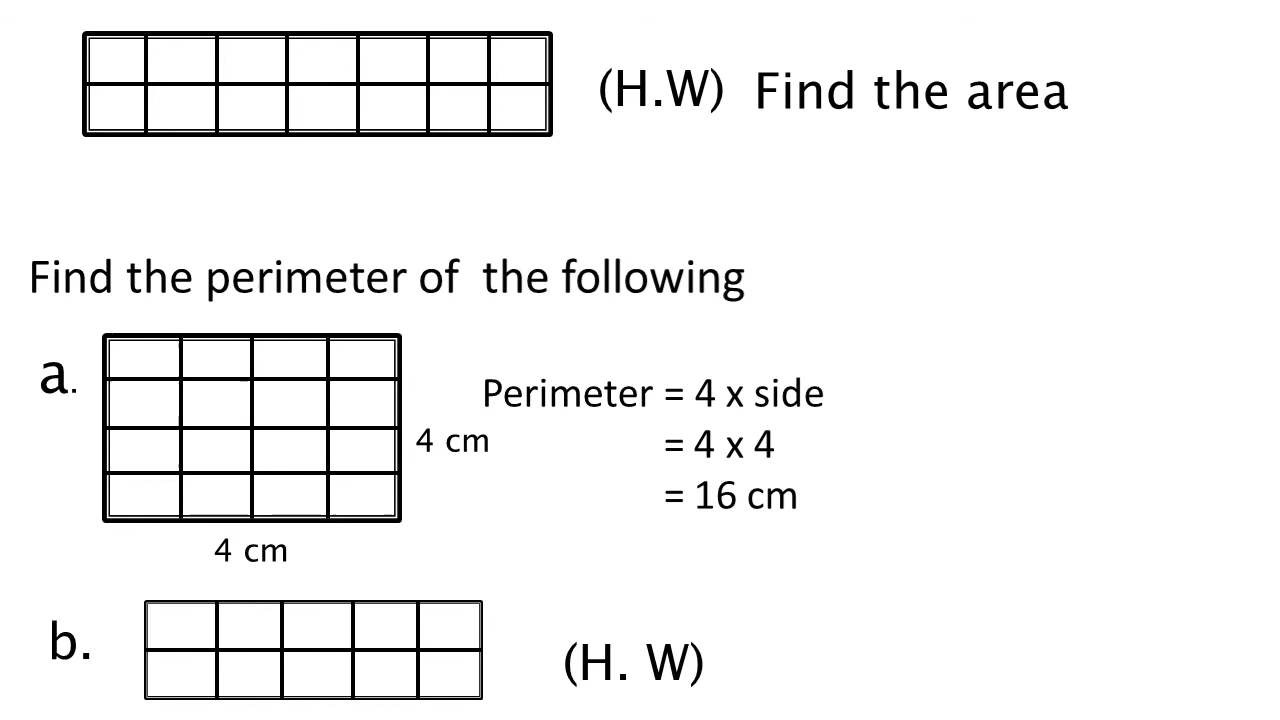 (H.W) Find the area
Find the perimeter of the following
a.
Perimeter = 4 x side
4 cm
= 4 x 4
= 16 cm
4 cm
b.
(H. W)